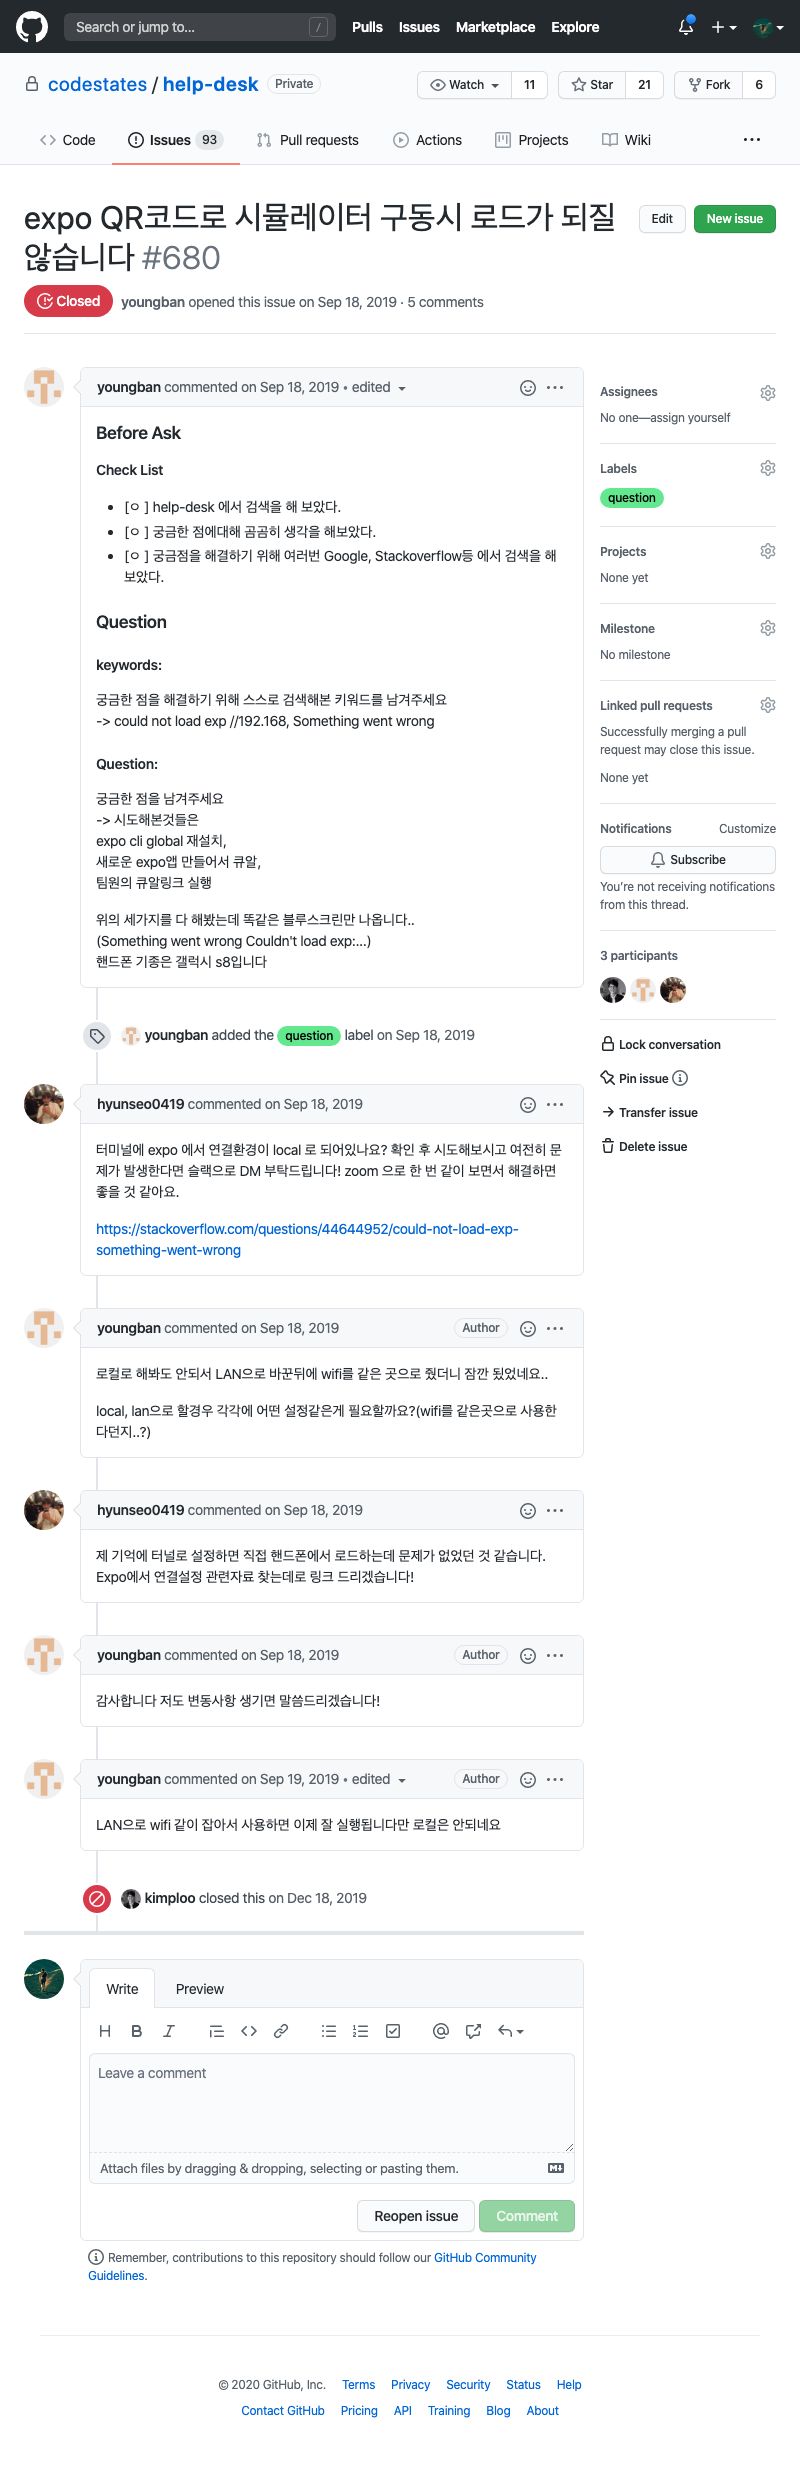 Search or jump to... /
Pulls Issues Marketplace Explore
codestates / help-desk Private
Watch 11 Star 21 Fork 6
Code Issues 93 Pull requests Actions Projects Wiki
expo QR코드로 시뮬레이터 구동시 로드가 되질
않습니다 #680
Edit New issue
Closed youngban opened this issue on Sep 18, 2019 · 5 comments
youngban commented on Sep 18, 2019 • edited
Before Ask
Check List
• [ㅇ ] help-desk 에서 검색을 해 보았다.
• [ㅇ ] 궁금한 점에대해 곰곰히 생각을 해보았다.
• [ㅇ ] 궁금점을 해결하기 위해 여러번 Google, Stackoverflow등 에서 검색을 해
보았다.
Question
keywords:
궁금한 점을 해결하기 위해 스스로 검색해본 키워드를 남겨주세요
-> could not load exp //192.168, Something went wrong
Question:
궁금한 점을 남겨주세요
-> 시도해본것들은
expo cli global 재설치,
새로운 expo앱 만들어서 큐알,
팀원의 큐알링크 실행
위의 세가지를 다 해봤는데 똑같은 블루스크린만 나옵니다..
(Something went wrong Couldn't load exp:...)
핸드폰 기종은 갤럭시 s8입니다
youngban added the question label on Sep 18, 2019
hyunseo0419 commented on Sep 18, 2019
터미널에 expo 에서 연결환경이 local 로 되어있나요? 확인 후 시도해보시고 여전히 문
제가 발생한다면 슬랙으로 DM 부탁드립니다! zoom 으로 한 번 같이 보면서 해결하면
좋을 것 같아요.
https://stackoverflow.com/questions/44644952/could-not-load-exp-
something-went-wrong
youngban commented on Sep 18, 2019 Author
로컬로 해봐도 안되서 LAN으로 바꾼뒤에 wifi를 같은 곳으로 줬더니 잠깐 됬었네요..
local, lan으로 할경우 각각에 어떤 설정같은게 필요할까요?(wifi를 같은곳으로 사용한
다던지..?)
hyunseo0419 commented on Sep 18, 2019
제 기억에 터널로 설정하면 직접 핸드폰에서 로드하는데 문제가 없었던 것 같습니다.
Expo에서 연결설정 관련자료 찾는데로 링크 드리겠습니다!
youngban commented on Sep 18, 2019 Author
감사합니다 저도 변동사항 생기면 말씀드리겠습니다!
youngban commented on Sep 19, 2019 • edited Author
LAN으로 wifi 같이 잡아서 사용하면 이제 잘 실행됩니다만 로컬은 안되네요
kimploo closed this on Dec 18, 2019
Write Preview
Leave a comment
Attach files by dragging & dropping, selecting or pasting them.
Reopen issue Comment
Remember, contributions to this repository should follow our GitHub Community
Guidelines.
Assignees
No one—assign yourself
Labels
question
Projects
None yet
Milestone
No milestone
Linked pull requests
Successfully merging a pull
request may close this issue.
None yet
Notifications Customize
Subscribe
You're not receiving notifications
from this thread.
3 participants
Lock conversation
Pin issue
Transfer issue
Delete issue
© 2020 GitHub, Inc. Terms Privacy Security Status Help
Contact GitHub Pricing API Training Blog About